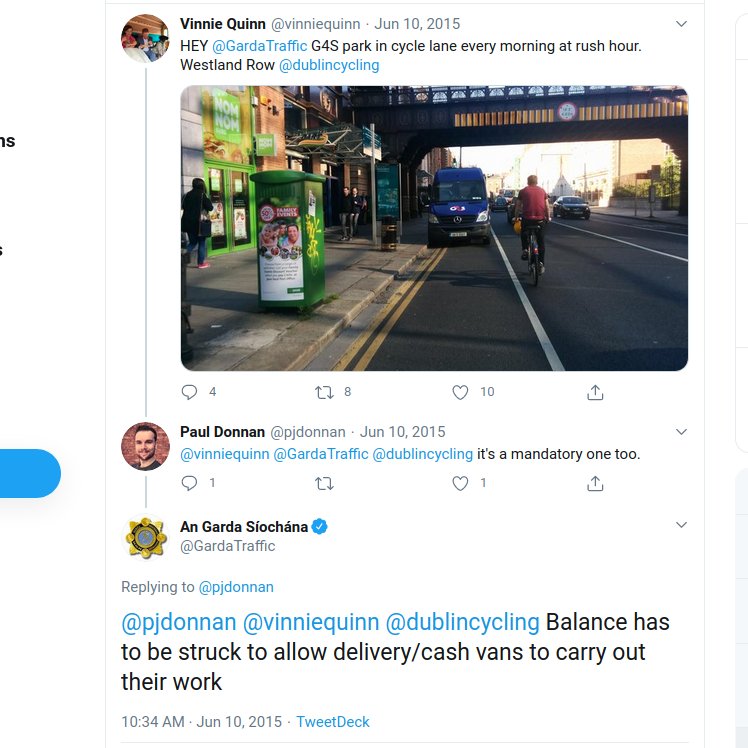 Vinnie Quinn @vinniequinn · Jun 10, 2015
HEY @GardaTraffic G4S park in cycle lane every morning at rush hour.
Westland Row @dublincycling
NOM
NOM
NOM
NOM
FAMILY
EVENTS
G4S
4
8
10
ns
s
Paul Donnan @pjdonnan · Jun 10, 2015
@vinniequinn @GardaTraffic @dublincycling it's a mandatory one too.
1
1
An Garda Síochána
@GardaTraffic
Replying to @pjdonnan
@pjdonnan @vinniequinn @dublincycling Balance has
to be struck to allow delivery/cash vans to carry out
their work
10:34 AM · Jun 10, 2015 · TweetDeck